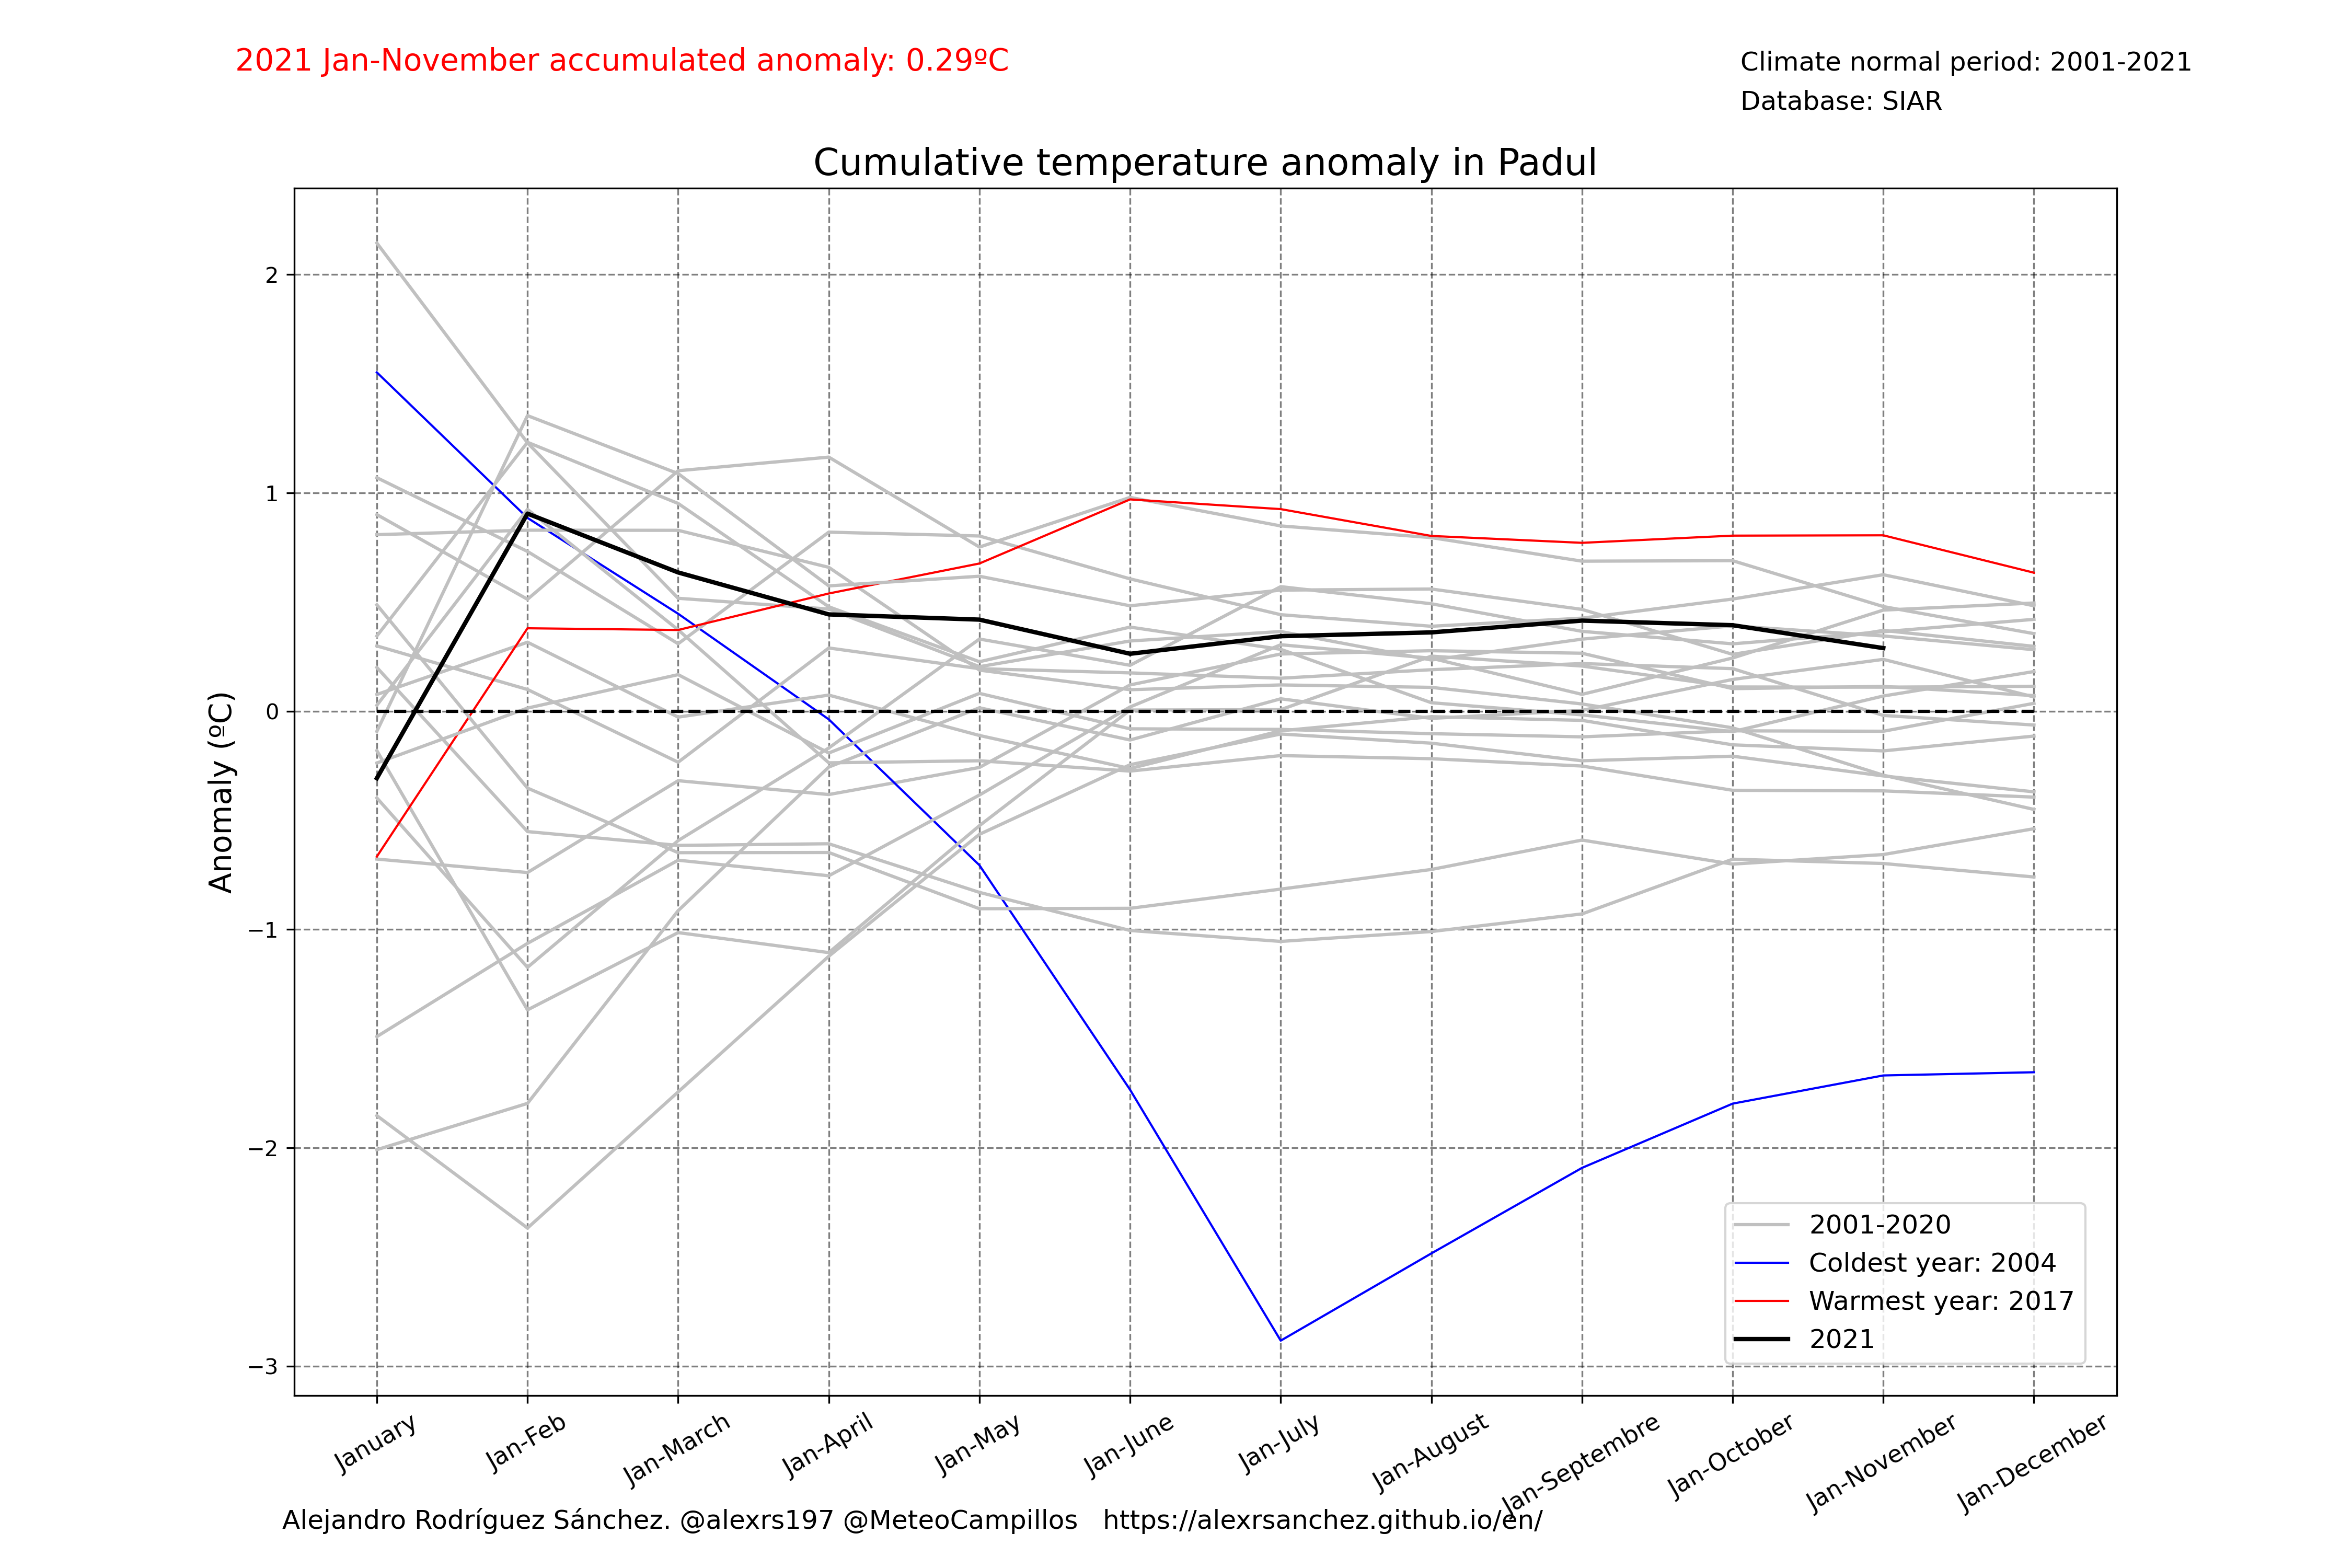 2021 Jan-November accumulated anomaly: 0.29ºC
Climate normal period: 2001-2021
Database: SIAR
Cumulative temperature anomaly in Padul
Anomaly (ºC)
2
1
0
−1
−2
−3
2001-2020
Coldest year: 2004
Warmest year: 2017
2021
January
Jan-Feb
Jan-March
Jan-April
Jan-May
Jan-June
Jan-July
Jan-August
Jan-Septembre
Jan-October
Jan-November
Jan-December
Alejandro Rodríguez Sánchez. @alexrs197 @MeteoCampillos https://alexrsanchez.github.io/en/